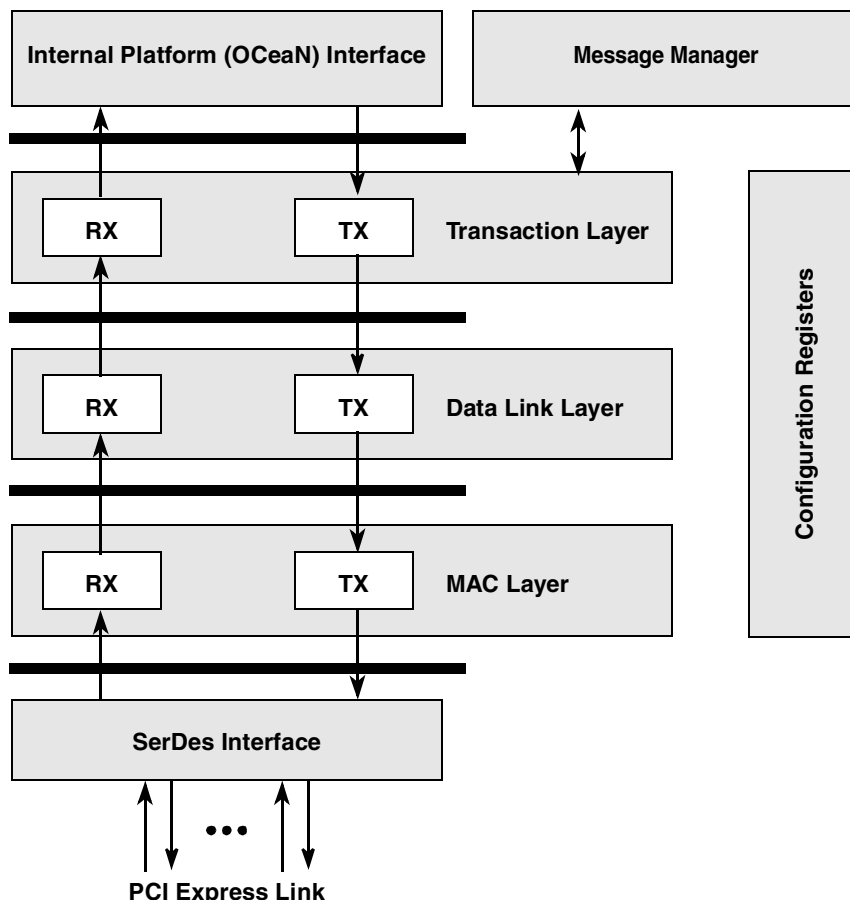 Internal Platform (OCeaN) Interface
Message Manager
RX
TX
Transaction Layer
RX
TX
Data Link Layer
RX
TX
MAC Layer
Configuration Registers
SerDes Interface
PCI Express Link